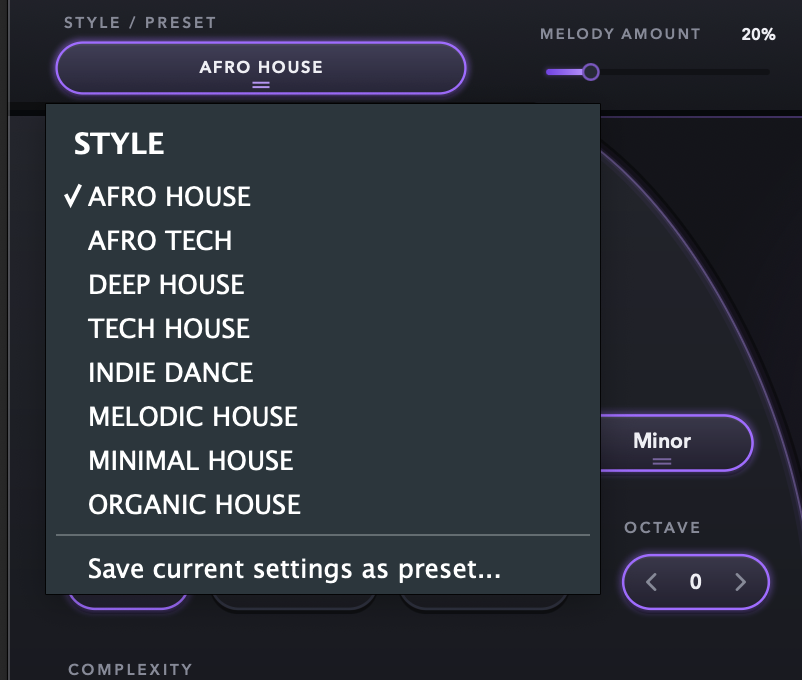 STYLE / PRESET
MELODY AMOUNT 20%
AFRO HOUSE
STYLE
✓ AFRO HOUSE
AFRO TECH
DEEP HOUSE
TECH HOUSE
INDIE DANCE
MELODIC HOUSE
MINIMAL HOUSE
ORGANIC HOUSE
Save current settings as preset...
Minor
OCTAVE
< 0 >
COMPLEXITY